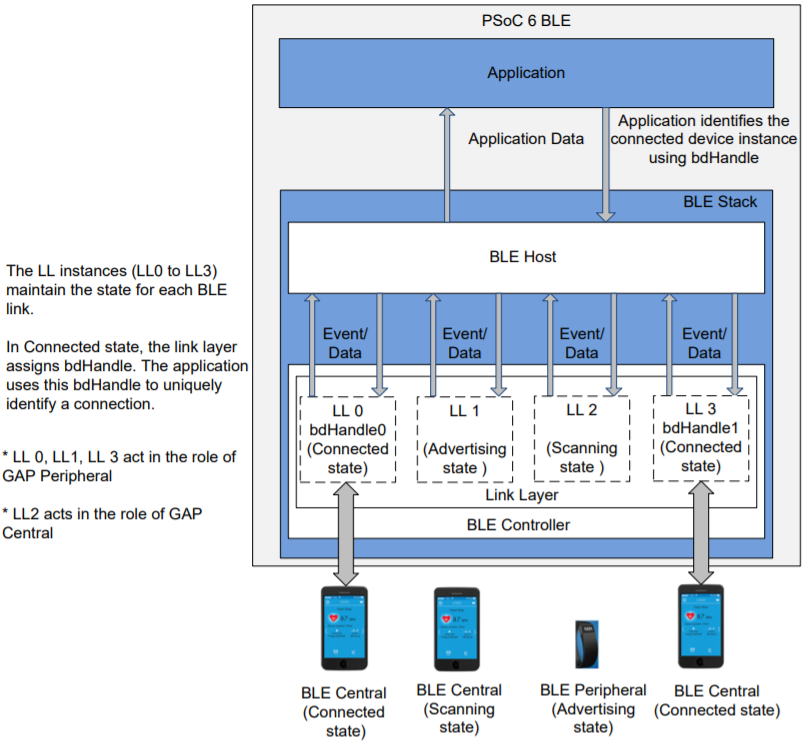 PSoC 6 BLE
Application
Application Data
Application identifies the
connected device instance
using bdHandle
BLE Stack
BLE Host
The LL instances (LL0 to LL3)
maintain the state for each BLE
link.
In Connected state, the link layer
assigns bdHandle. The application
uses this bdHandle to uniquely
identify a connection.
* LL 0, LL1, LL 3 act in the role of
GAP Peripheral
* LL2 acts in the role of GAP
Central
Event/
Data
Event/
Data
Event/
Data
Event/
Data
LL 0
bdHandle0
(Connected
state)
LL 1
(Advertising
state )
LL 2
(Scanning
state )
LL 3
bdHandle1
(Connected
state)
Link Layer
BLE Controller
BLE Central
(Connected
state)
BLE Central
(Scanning
state)
BLE Peripheral
(Advertising
state)
BLE Central
(Connected state)